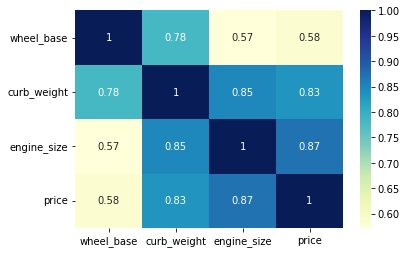 wheel_base 1 0.78 0.57 0.58
curb_weight 0.78 1 0.85 0.83
engine_size 0.57 0.85 1 0.87
price 0.58 0.83 0.87 1
wheel_base curb_weight engine_size price
1.00
0.95
0.90
0.85
0.80
0.75
0.70
0.65
0.60